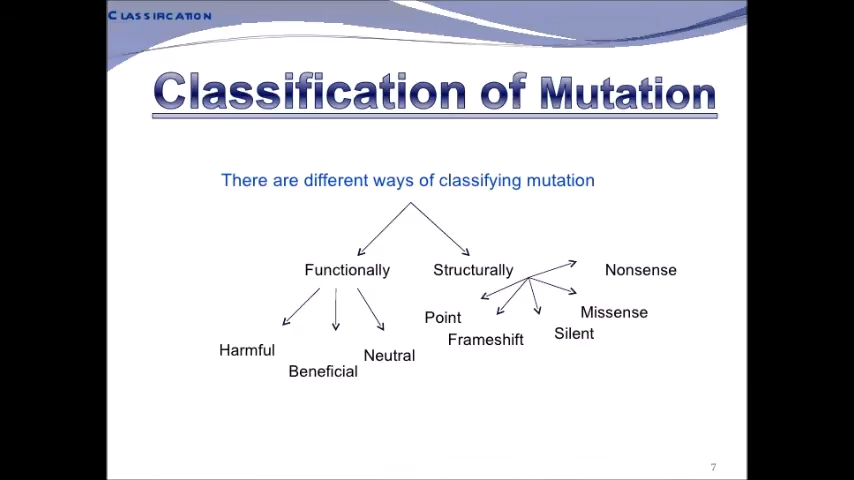 CLASSIFICATION
Classification of Mutation
There are different ways of classifying mutation
Functionally
Structurally
Nonsense
Point
Missense
Frameshift
Silent
Harmful
Neutral
Beneficial
7